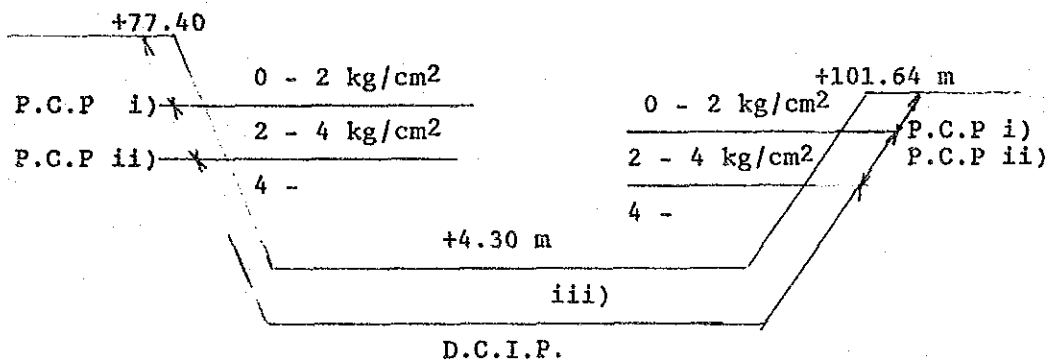 +77.40
0 - 2 kg/cm2
+101.64 m
P.C.P i)
0 - 2 kg/cm2
2 - 4 kg/cm2
P.C.P i)
P.C.P ii)
2 - 4 kg/cm2
P.C.P ii)
4 -
4 -
+4.30 m
iii)
D.C.I.P.